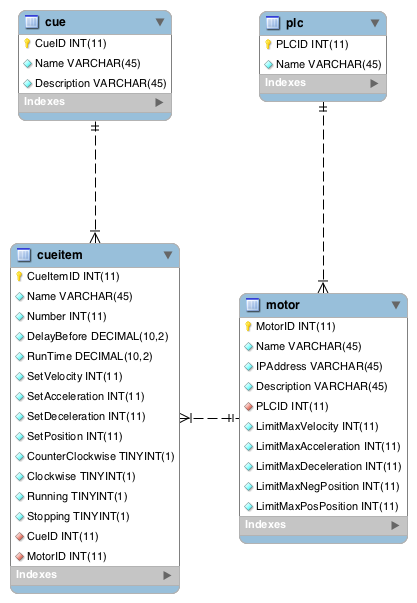 cue
CueID INT(11)
Name VARCHAR(45)
Description VARCHAR(45)
Indexes
plc
PLCID INT(11)
Name VARCHAR(45)
Indexes
cueitem
CueItemID INT(11)
Name VARCHAR(45)
Number INT(11)
DelayBefore DECIMAL(10,2)
RunTime DECIMAL(10,2)
SetVelocity INT(11)
SetAcceleration INT(11)
SetDeceleration INT(11)
SetPosition INT(11)
CounterClockwise TINYINT(1)
Clockwise TINYINT(1)
Running TINYINT(1)
Stopping TINYINT(1)
CueID INT(11)
MotorID INT(11)
Indexes
motor
MotorID INT(11)
Name VARCHAR(45)
IPAddress VARCHAR(45)
Description VARCHAR(45)
PLCID INT(11)
LimitMaxVelocity INT(11)
LimitMaxAcceleration INT(11)
LimitMaxDeceleration INT(11)
LimitMaxNegPosition INT(11)
LimitMaxPosPosition INT(11)
Indexes